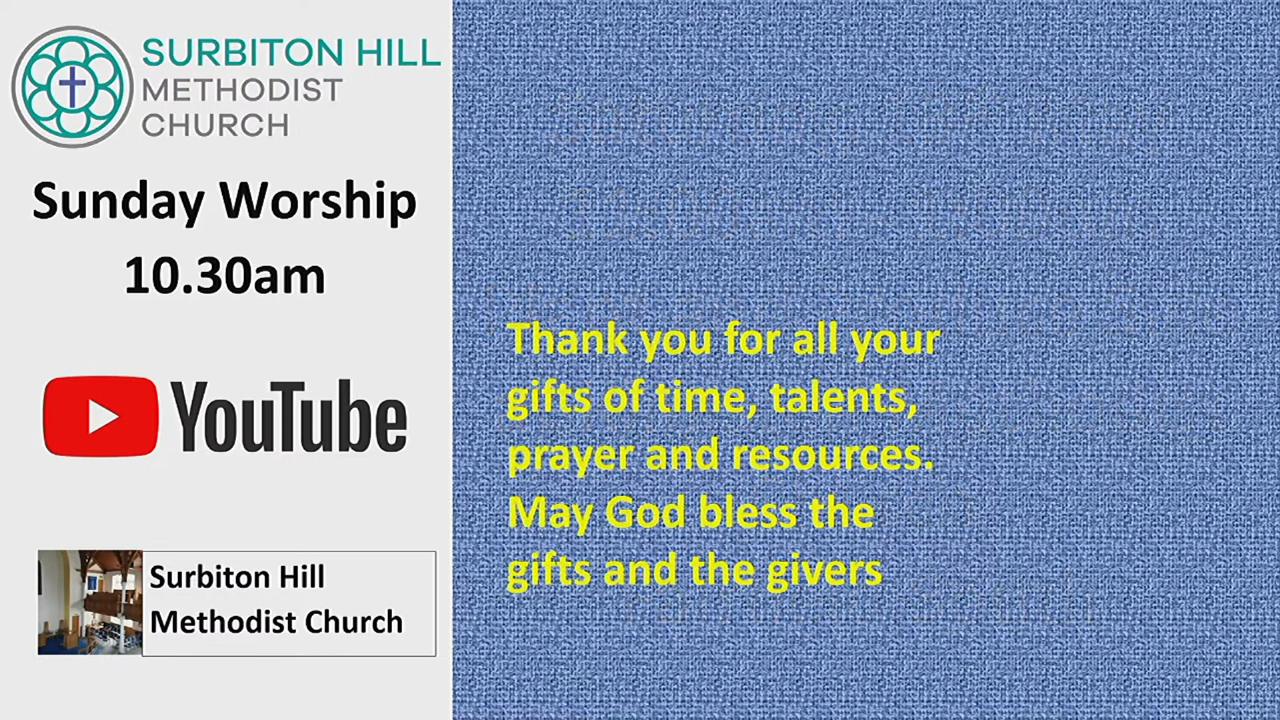 SURBITON HILL
METHODIST
CHURCH
Sunday Worship
10.30am
YouTube
Surbiton Hill
Methodist Church
Thank you for all your
gifts of time, talents,
prayer and resources.
May God bless the
gifts and the givers